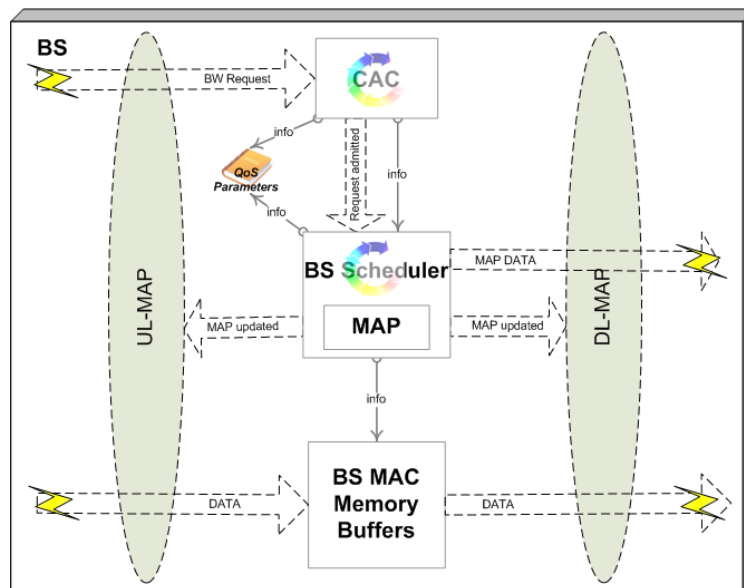 BS
BW Request
CAC
info
QoS
Parameters
info
Request admitted
info
BS Scheduler
MAP DATA
UL-MAP
MAP updated
MAP
MAP updated
DL-MAP
info
DATA
BS MAC
Memory
Buffers
DATA